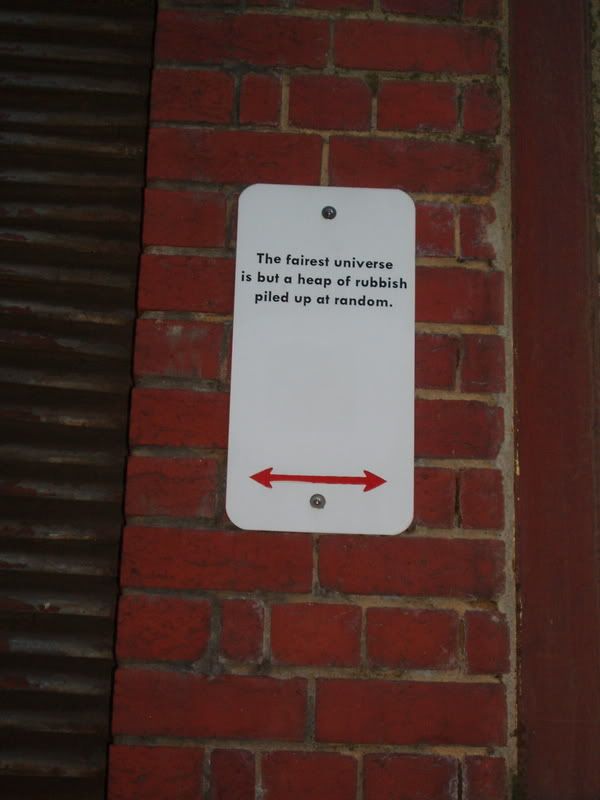 The fairest universe
is but a heap of rubbish
piled up at random.